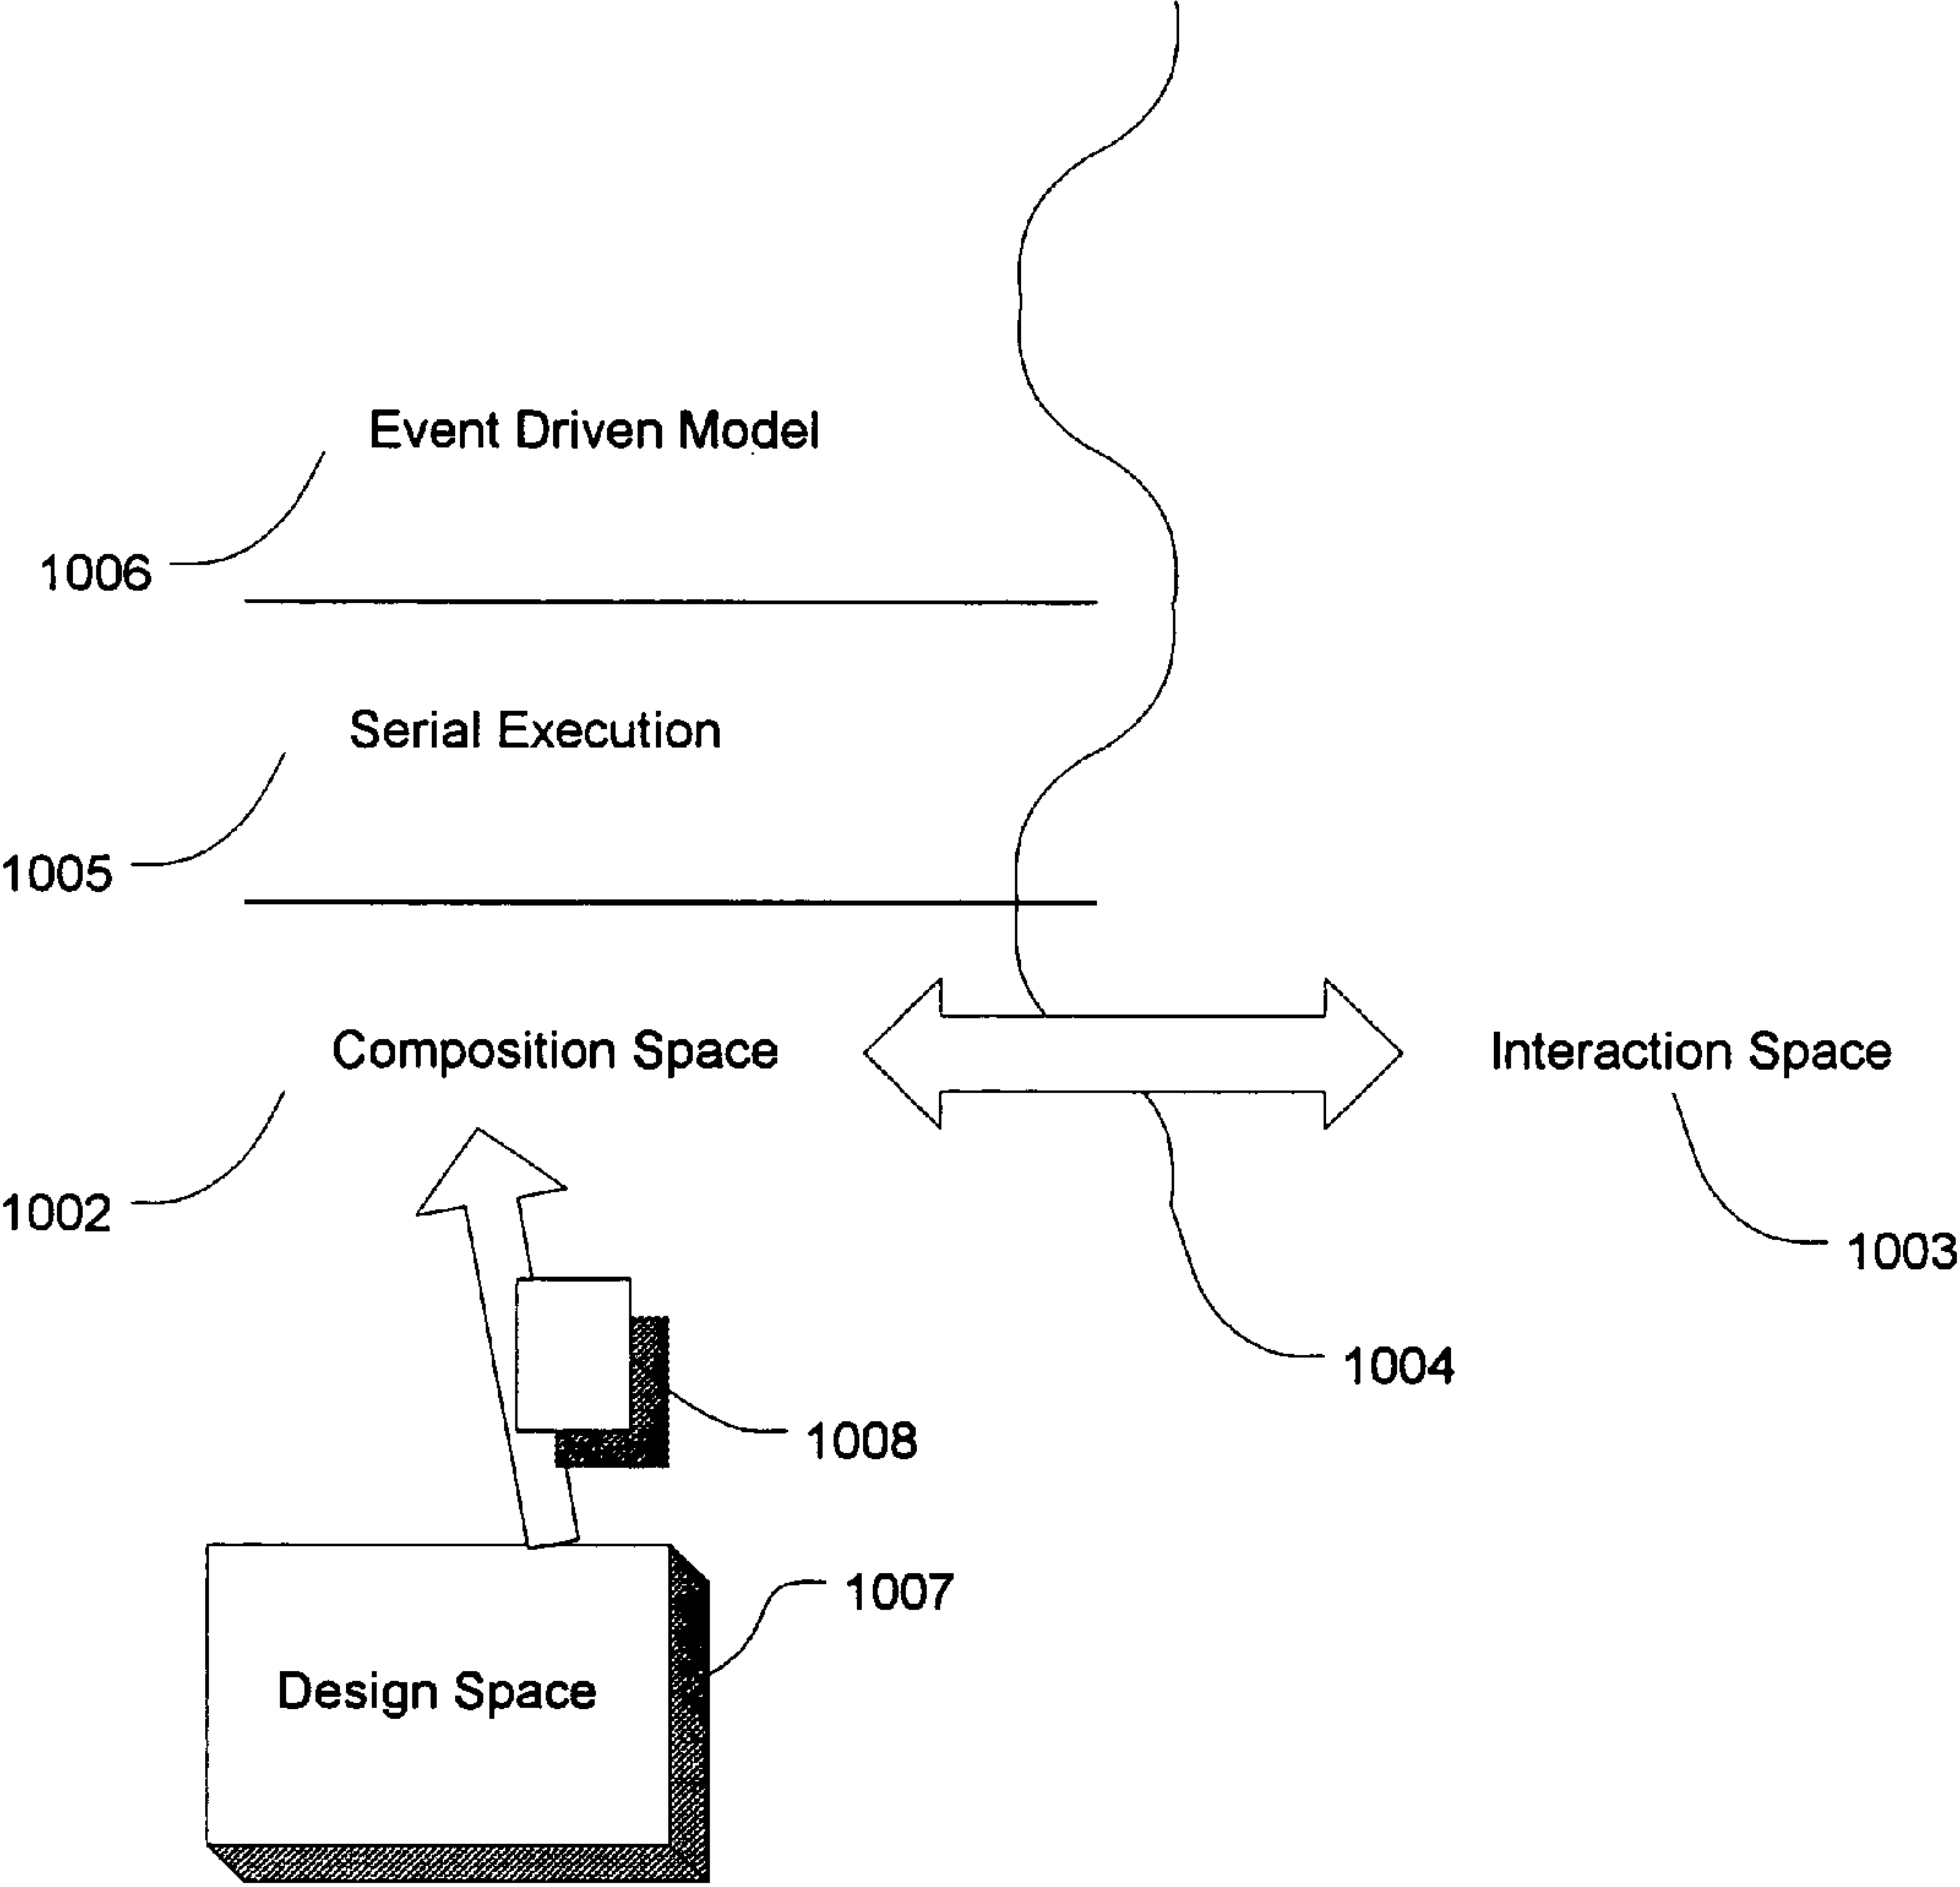 Event Driven Model
1006
Serial Execution
1005
Composition Space
Interaction Space
1002
1003
1004
1008
1007
Design Space